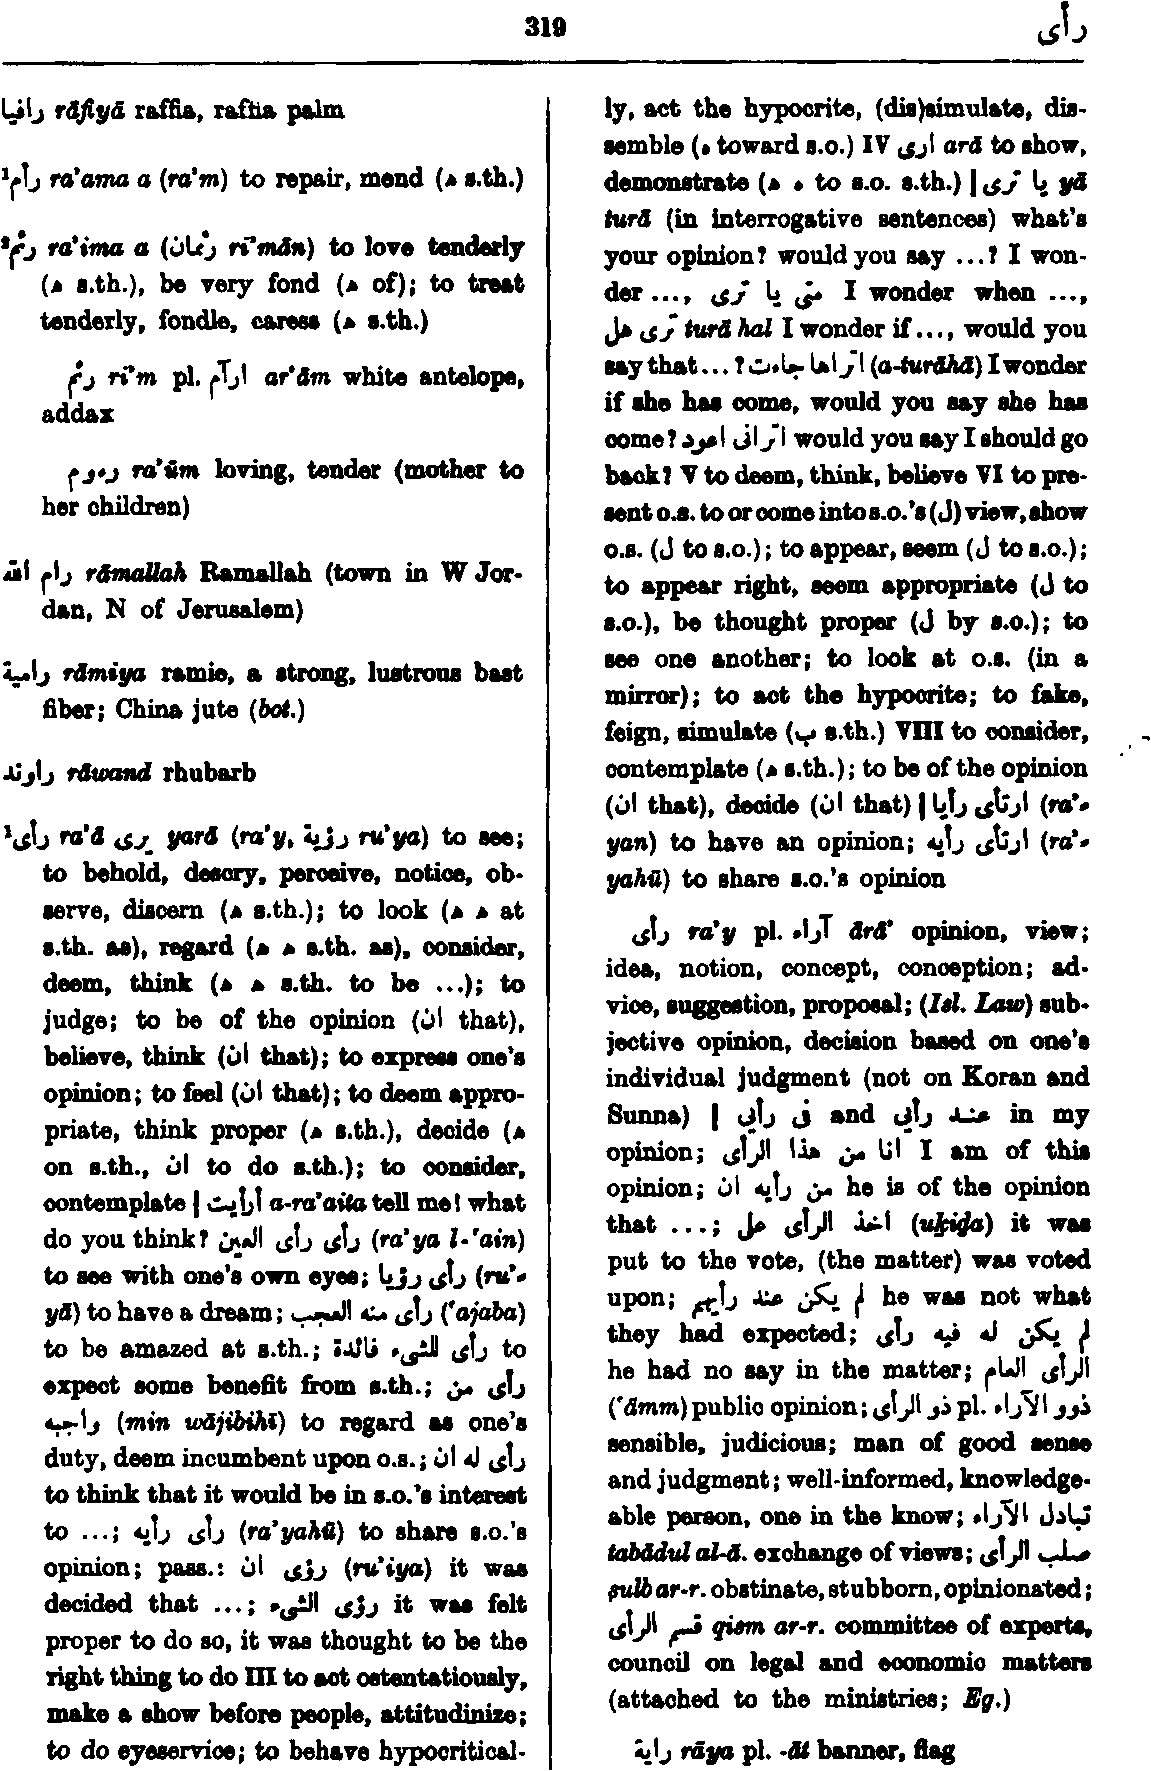 319
رأى
رافيا rāfiyā raffia, raffia palm
¹رأم ra’ama a (ra’m) to repair, mend (ه s.th.)
²رئم ra’ima a (رئمان ri’mān) to love tenderly
(ه s.th.), be very fond (ه of); to treat
tenderly, fondle, caress (ه s.th.)
رئم ri’m pl. ارآم ar’ām white antelope,
addax
رءوم ra’ūm loving, tender (mother to
her children)
رام الله rāmallah Ramallah (town in W Jor-
dan, N of Jerusalem)
رامية rāmiya ramie, a strong, lustrous bast
fiber; China jute (bot.)
راوند rāwand rhubarb
¹رأى ra’ā يرى yarā (ra’y, رؤية ru’ya) to see;
to behold, descry, perceive, notice, ob-
serve, discern (ه s.th.); to look (ه ه at
s.th. as), regard (ه ه s.th. as), consider,
deem, think (ه ه s.th. to be ...); to
judge; to be of the opinion (ان that),
believe, think (ان that); to express one’s
opinion; to feel (ان that); to deem appro-
priate, think proper (ه s.th.), decide (ه
on s.th., ان to do s.th.); to consider,
contemplate | أرأيت a-ra’aita tell me! what
do you think? رأى رأى العين (ra’ya l-‘ain)
to see with one’s own eyes; رأى رؤيا (ru’-
yā) to have a dream; رأى منه العجب (‘ajaba)
to be amazed at s.th.; رأى للشىء فائدة to
expect some benefit from s.th.; رأى من
واجبه (min wājibihī) to regard as one’s
duty, deem incumbent upon o.s.; رأى له ان
to think that it would be in s.o.’s interest
to ...; رأى رأيه (ra’yahū) to share s.o.’s
opinion; pass.: رؤى ان (ru’iya) it was
decided that ...; رؤى الشىء it was felt
proper to do so, it was thought to be the
right thing to do III to act ostentatiously,
make a show before people, attitudinize;
to do eyeservice; to behave hypocritical-
ly, act the hypocrite, (dis)simulate, dis-
semble (ه toward s.o.) IV ارى arā to show,
demonstrate (ه ه to s.o. s.th.) | يا ترى yā
turā (in interrogative sentences) what’s
your opinion? would you say ...? I won-
der ..., متى يا ترى I wonder when ...,
ترى هل turā hal I wonder if ..., would you
say that ...? اتراها جاءت (a-turāhā) I wonder
if she has come, would you say she has
come? اترانى اعود would you say I should go
back? V to deem, think, believe VI to pre-
sent o.s. to or come into s.o.’s (ل) view, show
o.s. (ل to s.o.); to appear, seem (ل to s.o.);
to appear right, seem appropriate (ل to
s.o.), be thought proper (ل by s.o.); to
see one another; to look at o.s. (in a
mirror); to act the hypocrite; to fake,
feign, simulate (ب s.th.) VIII to consider,
contemplate (ه s.th.); to be of the opinion
(ان that), decide (ان that) | ارتأى رأيا (ra’-
yan) to have an opinion; ارتأى رأيه (ra’-
yahū) to share s.o.’s opinion
رأى ra’y pl. آراء ārā’ opinion, view;
idea, notion, concept, conception; ad-
vice, suggestion, proposal; (Isl. Law) sub-
jective opinion, decision based on one’s
individual judgment (not on Koran and
Sunna) | فى رأيى and عند رأيى in my
opinion; انا من هذا الرأى I am of this
opinion; من رأيه ان he is of the opinion
that ...; اخذ الرأى على (uḵiḏa) it was
put to the vote, (the matter) was voted
upon; لم يكن عند رأيهم he was not what
they had expected; لم يكن له فيه رأى
he had no say in the matter; الرأى العام
(‘āmm) public opinion; ذو الرأى pl. ذوو الآراء
sensible, judicious; man of good sense
and judgment; well-informed, knowledge-
able person, one in the know; تبادل الآراء
tabādul al-ā. exchange of views; صلب الرأى
ṣulb ar-r. obstinate, stubborn, opinionated;
قسم الرأى qism ar-r. committee of experts,
council on legal and economic matters
(attached to the ministries; Eg.)
راية rāya pl. -āt banner, flag